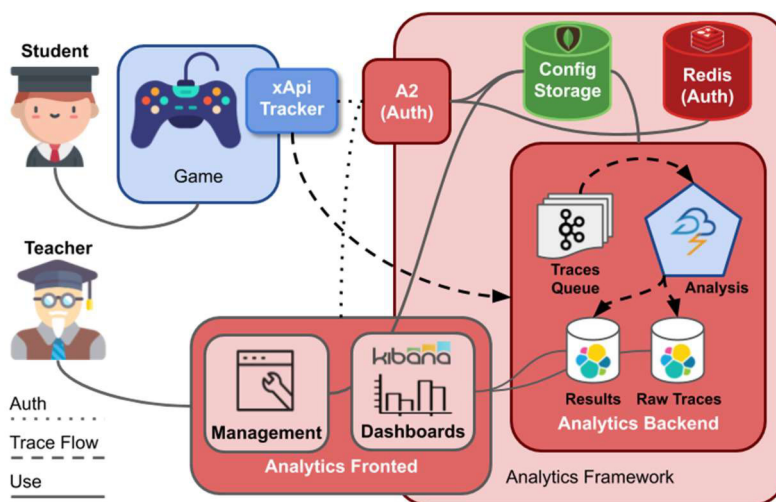 Student
xApi
Tracker
Game
A2
(Auth)
Config
Storage
Redis
(Auth)
Traces
Queue
Analysis
Teacher
kibana
Management
Dashboards
Analytics Fronted
Results
Raw Traces
Analytics Backend
Analytics Framework
Auth
Trace Flow
Use